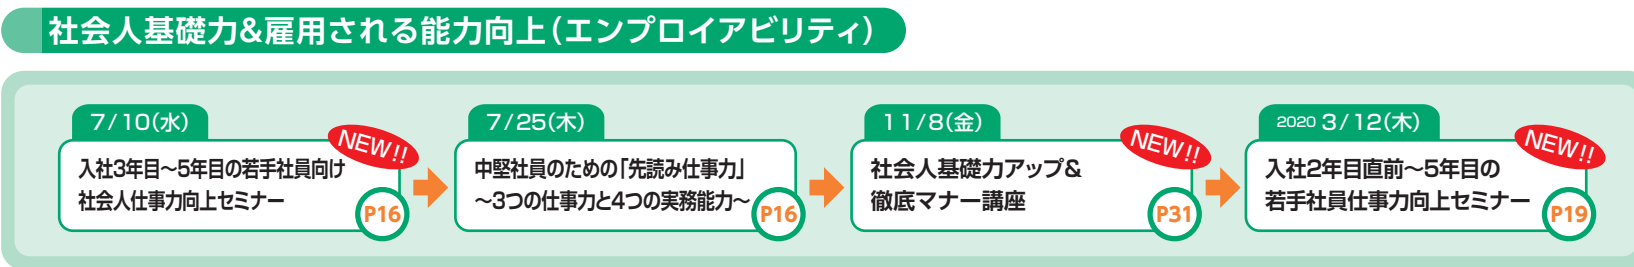 社会人基礎力&雇用される能力向上(エンプロイアビリティ)
7/10(水)
NEW!!
入社3年目～5年目の若手社員向け
社会人仕事力向上セミナー
P16
7/25(木)
中堅社員のための「先読み仕事力」
～3つの仕事力と4つの実務能力～
P16
11/8(金)
NEW!!
社会人基礎力アップ&
徹底マナー講座
P31
2020 3/12(木)
NEW!!
入社2年目直前～5年目の
若手社員仕事力向上セミナー
P19